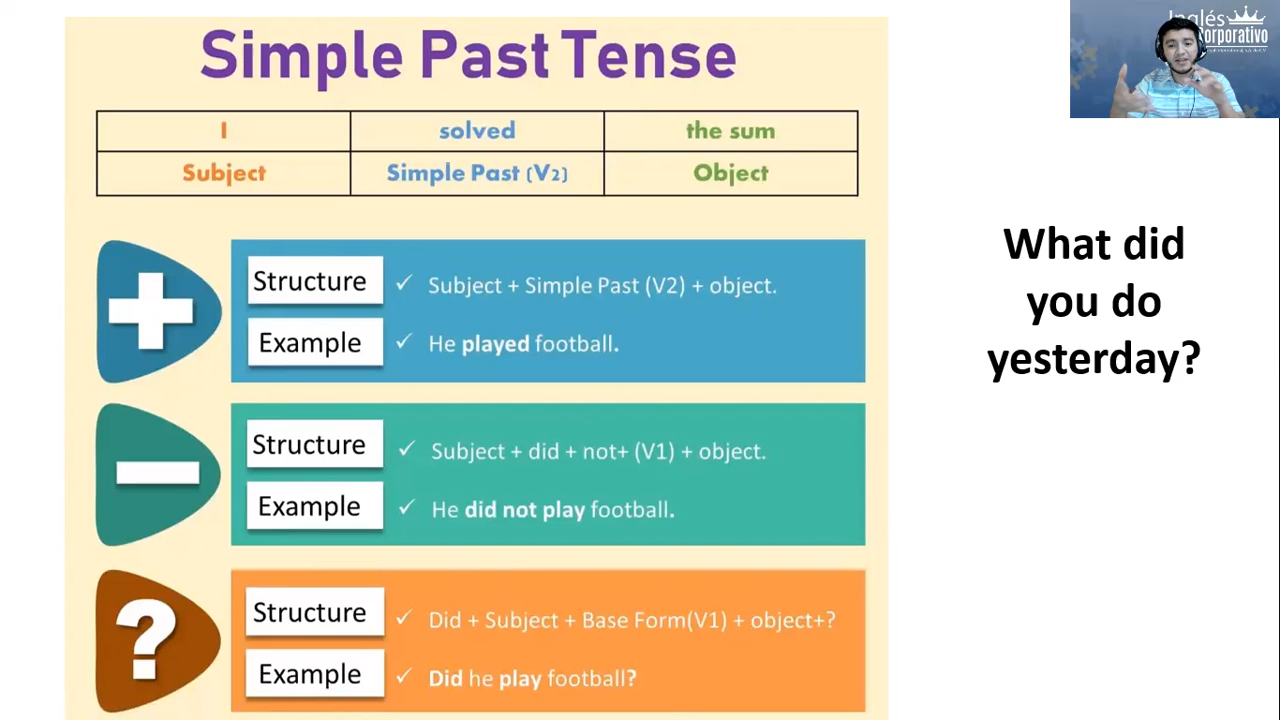 Simple Past Tense
I solved the sum
Subject Simple Past (V2) Object
Structure ✓ Subject + Simple Past (V2) + object.
Example ✓ He played football.
Structure ✓ Subject + did + not+ (V1) + object.
Example ✓ He did not play football.
Structure ✓ Did + Subject + Base Form(V1) + object+?
Example ✓ Did he play football?
What did
you do
yesterday?
Inglés
Corporativo